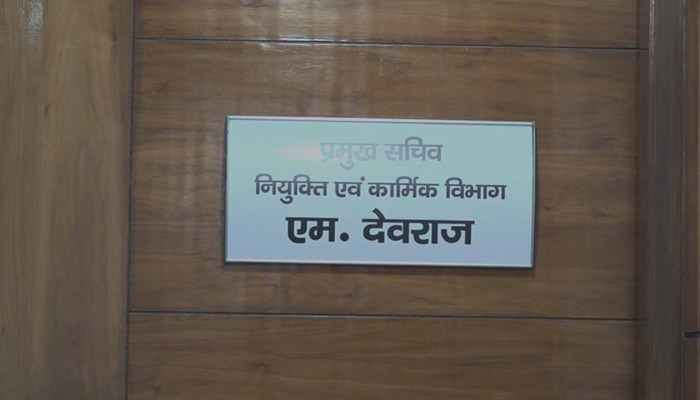 प्रमुख सचिव
नियुक्ति एवं कार्मिक विभाग
एम. देवराज